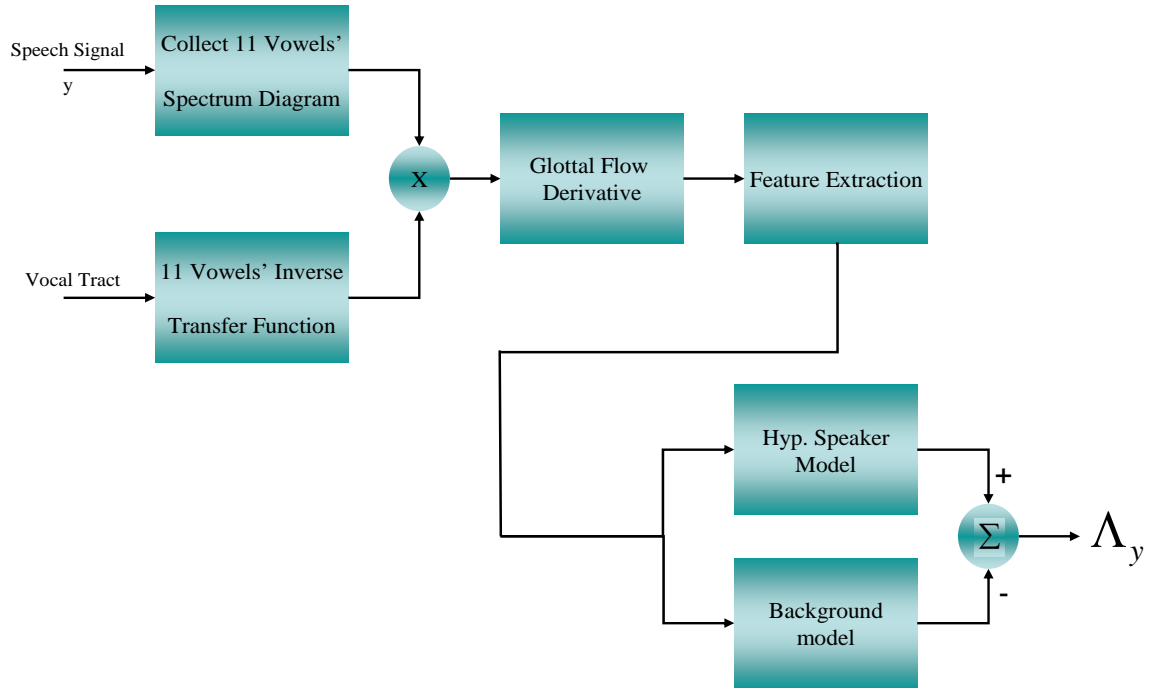 Speech Signal
y
Collect 11 Vowels’
Spectrum Diagram
Vocal Tract
11 Vowels’ Inverse
Transfer Function
x
Glottal Flow
Derivative
Feature Extraction
Hyp. Speaker
Model
Background
model
+
Σ
-
Λy